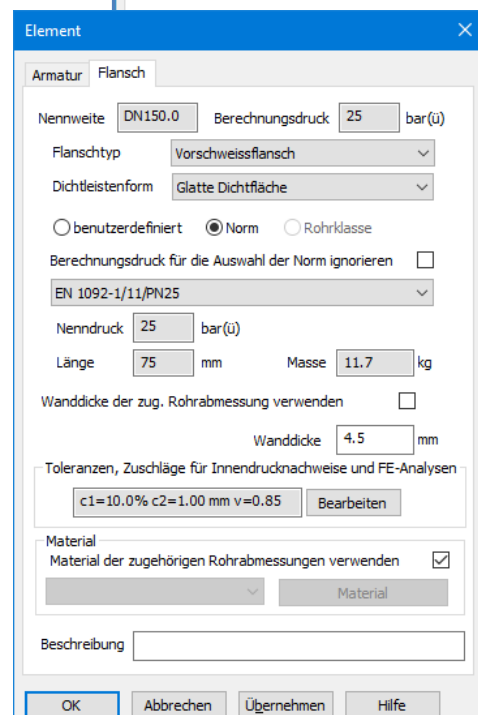 Element
Armatur Flansch
Nennweite DN150.0 Berechnungsdruck 25 bar(ü)
Flanschtyp Vorschweissflansch
Dichtleistenform Glatte Dichtfläche
benutzerdefiniert Norm Rohrklasse
Berechnungsdruck für die Auswahl der Norm ignorieren
EN 1092-1/11/PN25
Nenndruck 25 bar(ü)
Länge 75 mm Masse 11.7 kg
Wanddicke der zug. Rohrabmessung verwenden
Wanddicke 4.5 mm
Toleranzen, Zuschläge für Innendrucknachweise und FE-Analysen
c1=10.0% c2=1.00 mm v=0.85 Bearbeiten
Material
Material der zugehörigen Rohrabmessungen verwenden
Material
Beschreibung
OK Abbrechen Übernehmen Hilfe